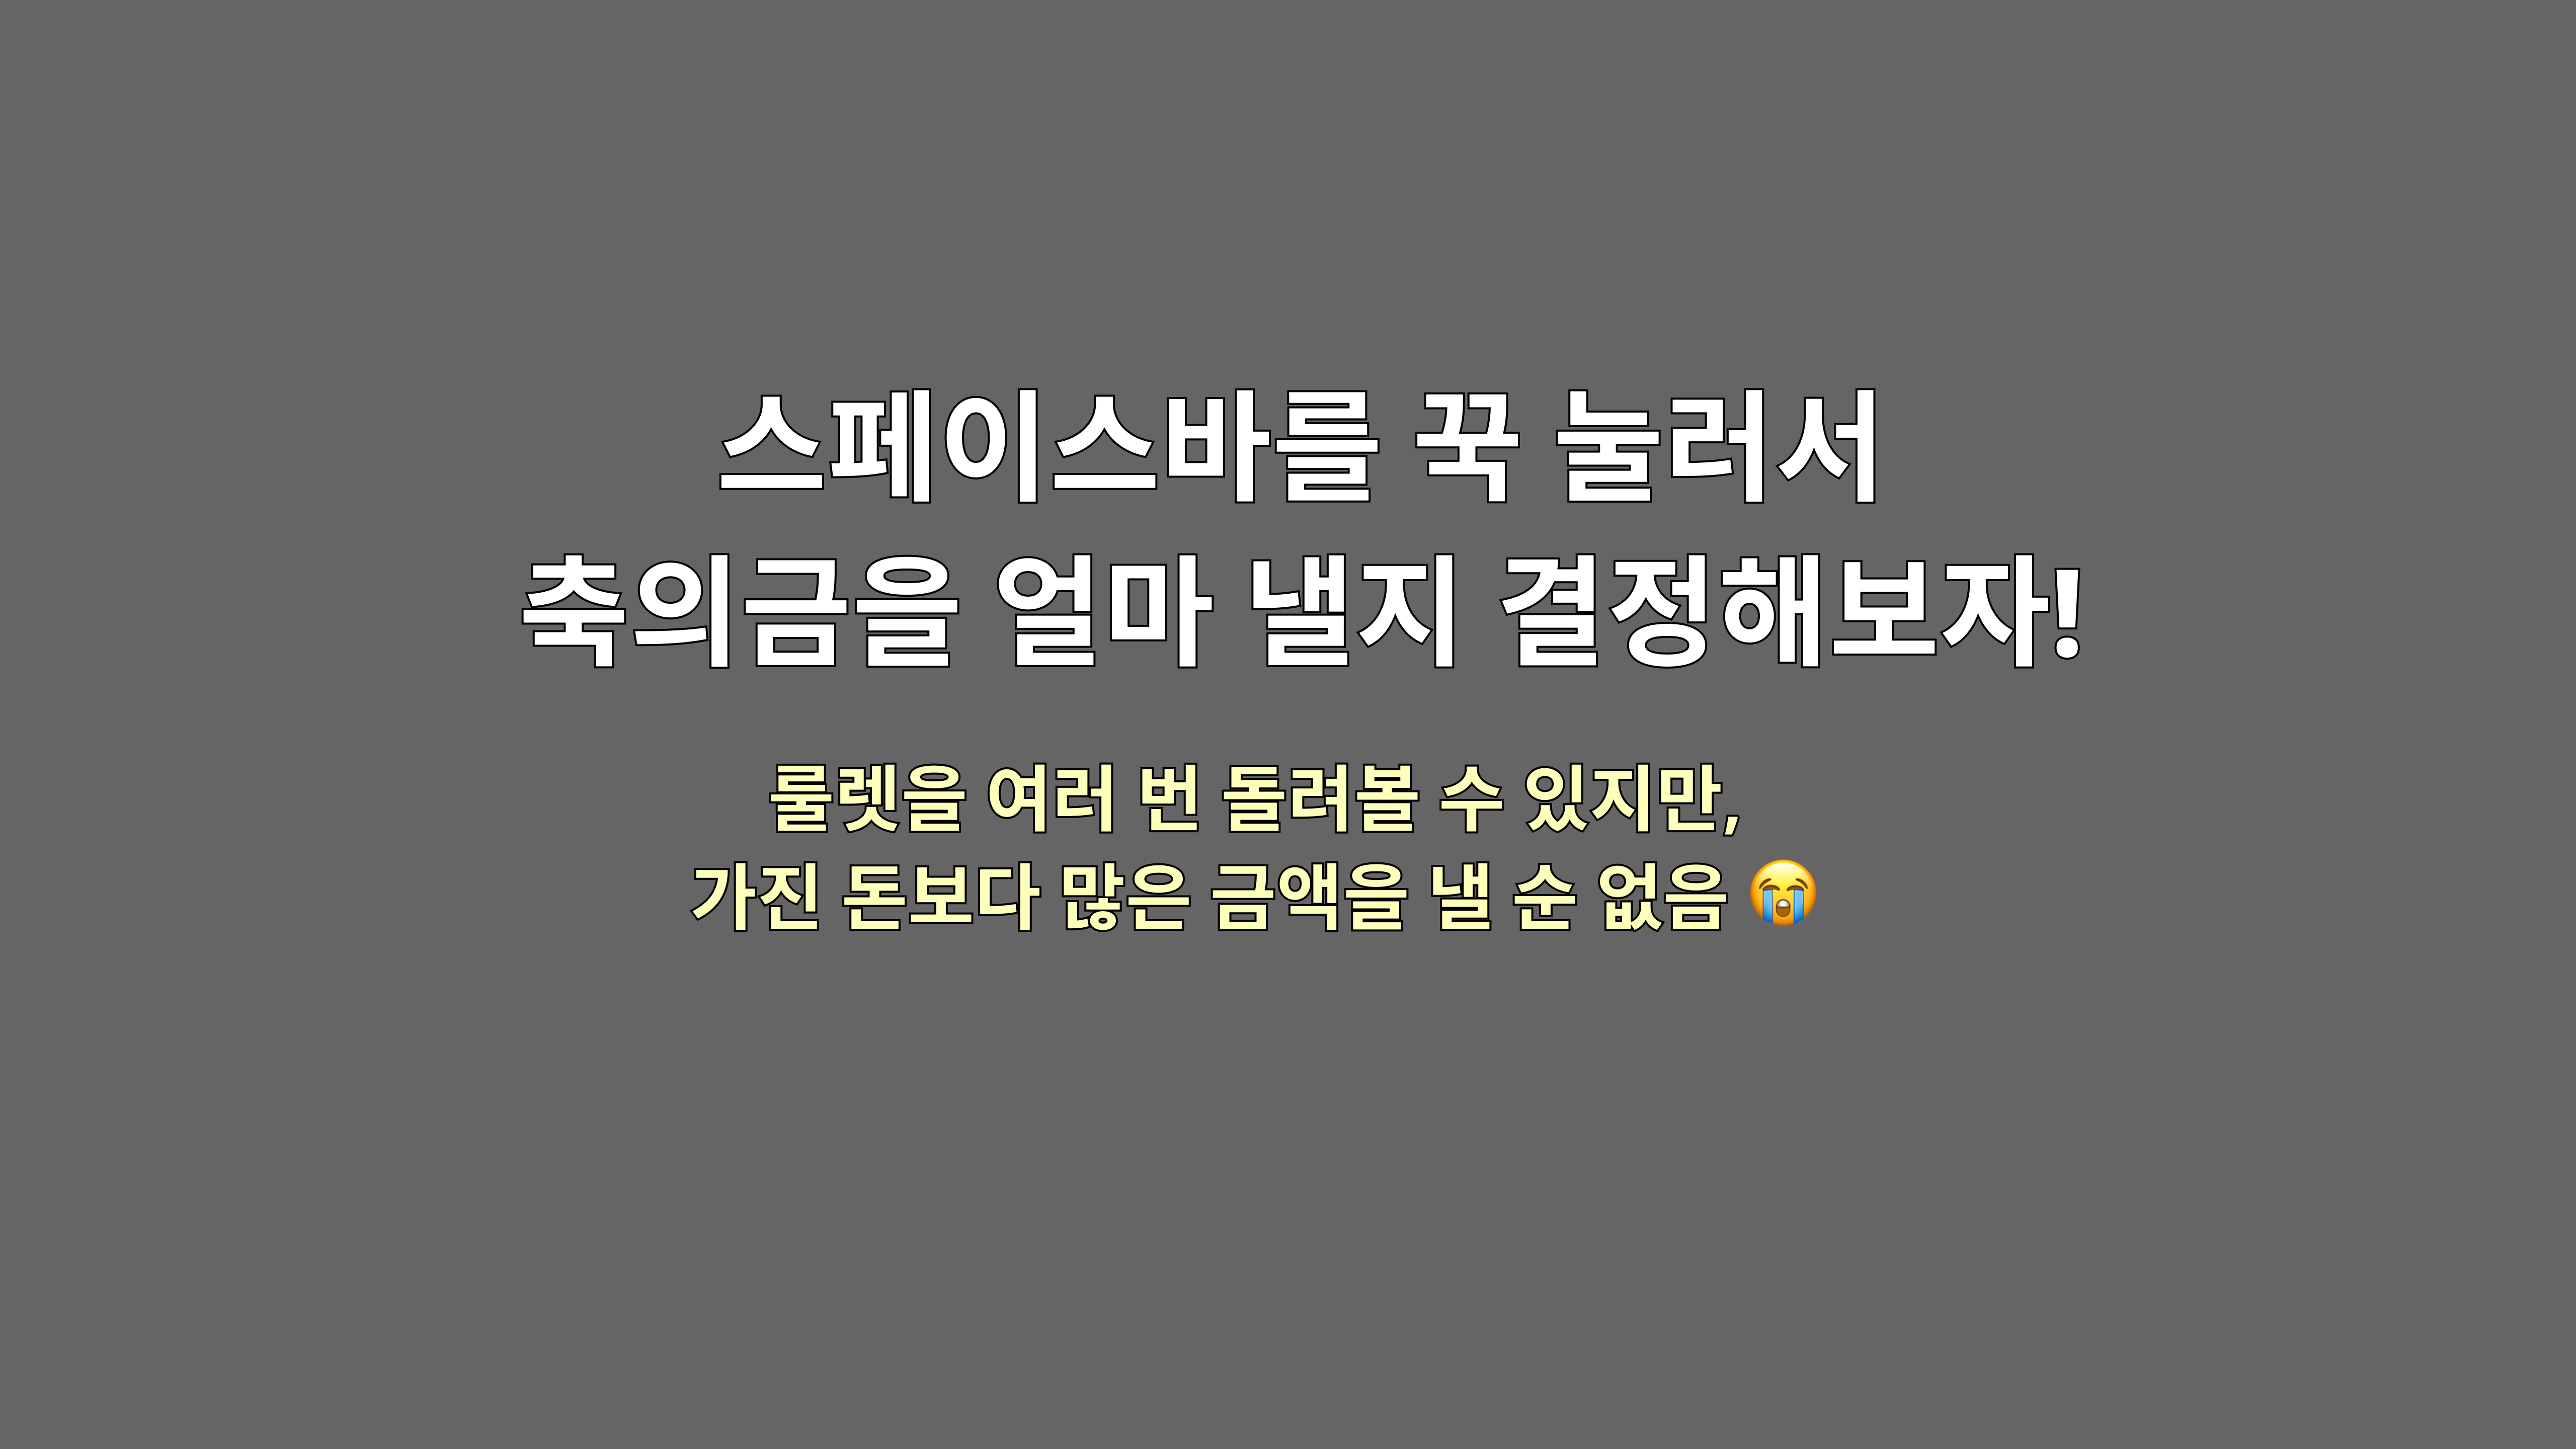 스페이스바를 꾹 눌러서
축의금을 얼마 낼지 결정해보자!
룰렛을 여러 번 돌려볼 수 있지만,
가진 돈보다 많은 금액을 낼 순 없음 😭